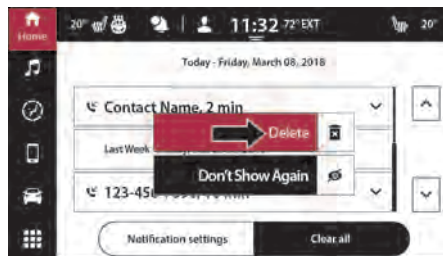 Home
20° 11:32 72° EXT 20°
Today - Friday, March 08, 2018
Contact Name, 2 min
Delete
Last Week
Don't Show Again
123-45
Notification settings
Clear all